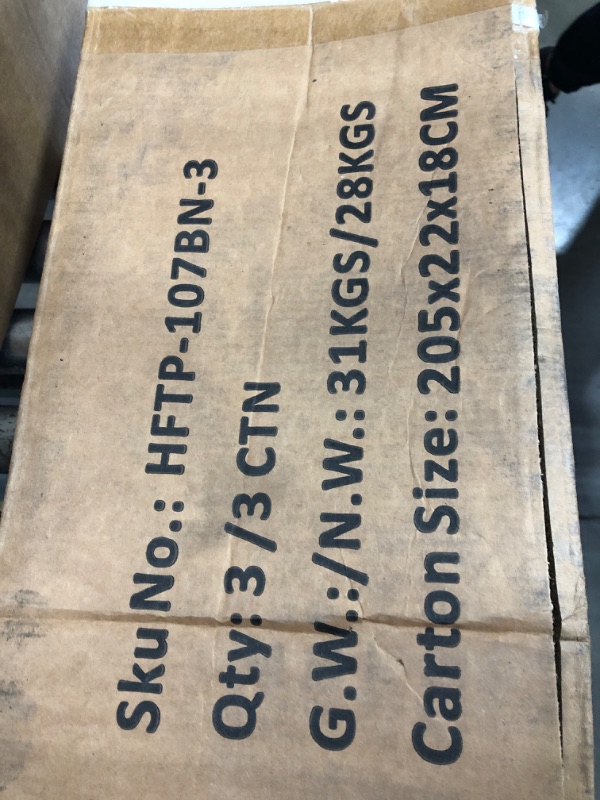 Sku No.: HFTP-107BN-3
Qty: 3 /3 CTN
G.W.:/N.W.: 31KGS/28KGS
Carton Size: 205x22x18CM